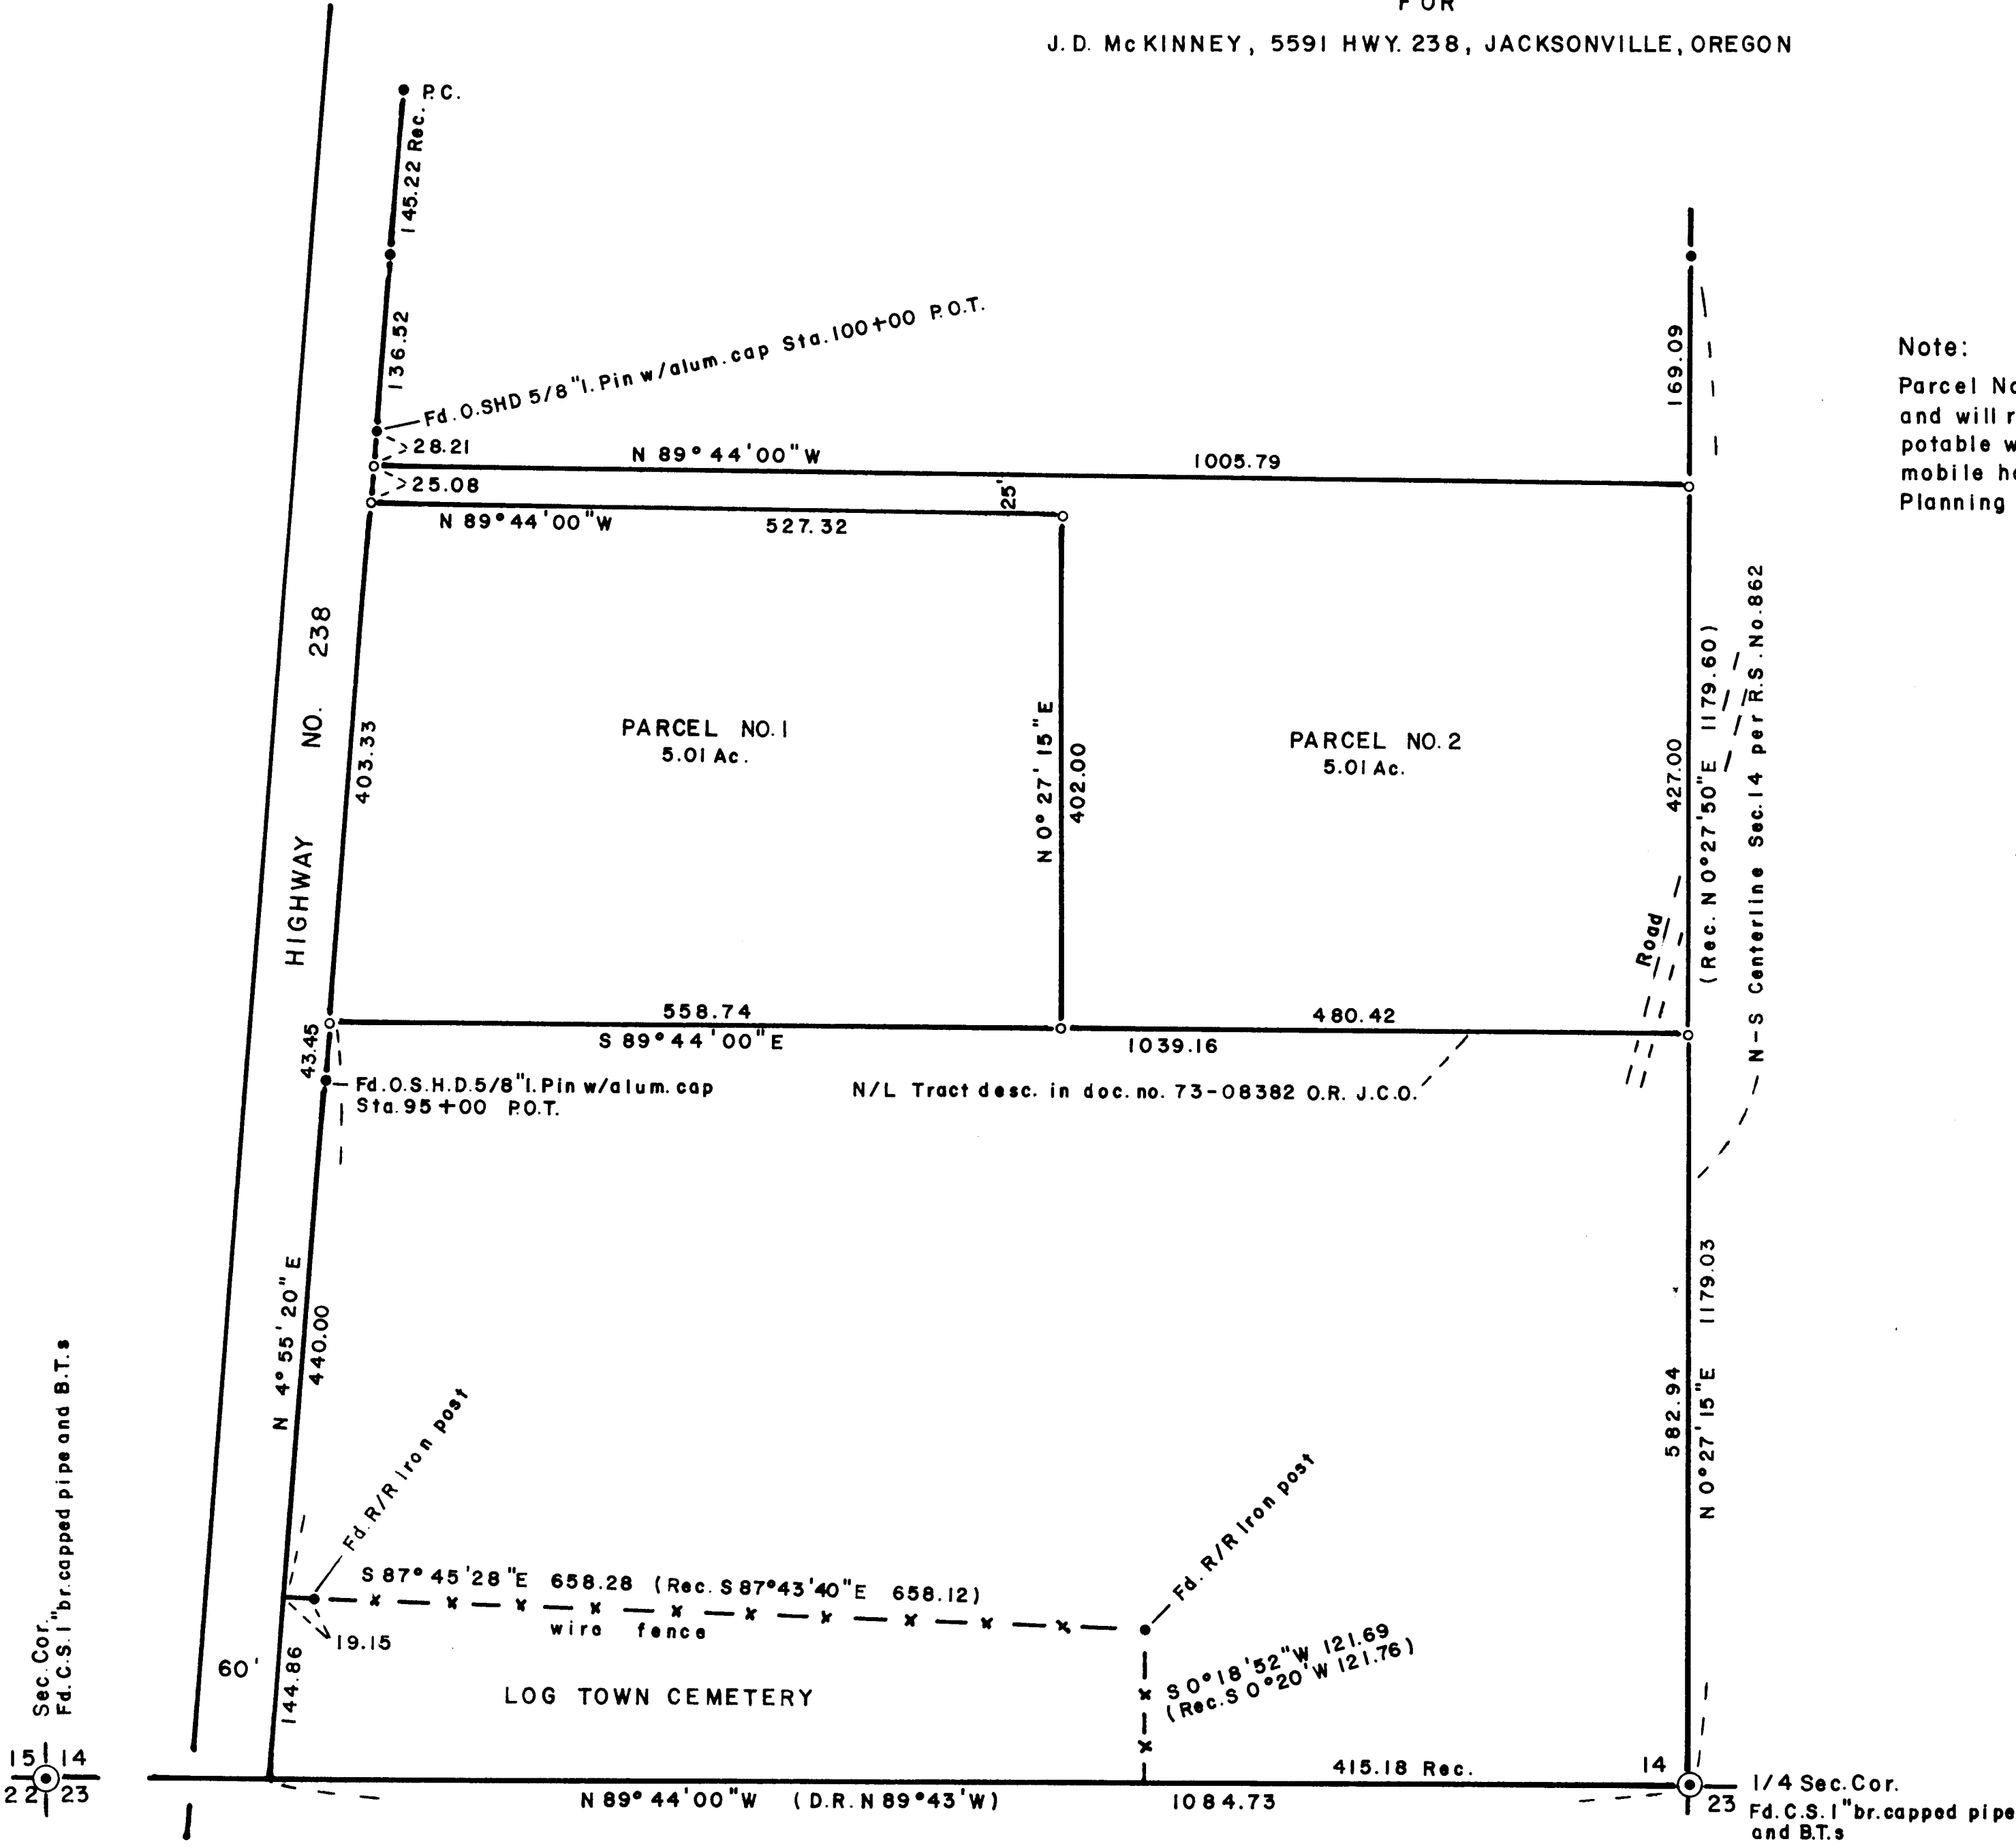 FOR
J.D. McKINNEY, 5591 HWY. 238, JACKSONVILLE, OREGON
P.C.
145.22 Rec.
136.52
Fd. O.SHD 5/8"I. Pin w/alum. cap Sta. 100+00 P.O.T.
28.21
N 89°44'00"W
1005.79
25.08
25'
N 89°44'00"W
527.32
169.09
Note:
Parcel No
and will r
potable w
mobile ho
Planning
HIGHWAY NO. 238
403.33
PARCEL NO. 1
5.01 Ac.
N 0°27'15"E
402.00
PARCEL NO. 2
5.01 Ac.
427.00
(Rec. N 0°27'50"E 1179.60)
N-S Centerline Sec. 14 per R.S. No. 862
Road
558.74
S 89°44'00"E
480.42
1039.16
43.45
Fd. O.S.H.D. 5/8"I. Pin w/alum. cap
Sta. 95+00 P.O.T.
N/L Tract desc. in doc. no. 73-08382 O.R. J.C.O.
N 4°55'20"E
440.00
582.94
N 0°27'15"E 1179.03
Fd. R/R Iron post
S 87°45'28"E 658.28 (Rec. S 87°43'40"E 658.12)
wire fence
19.15
Fd. R/R Iron post
S 0°18'52"W 121.69
(Rec. S 0°20'W 121.76)
60'
144.86
LOG TOWN CEMETERY
Sec. Cor.
Fd. C.S. 1"br. capped pipe and B.T.s
15 14
22 23
415.18 Rec.
14
23
N 89°44'00"W (D.R. N 89°43'W)
1084.73
1/4 Sec. Cor.
Fd. C.S. 1"br. capped pipe
and B.T.s